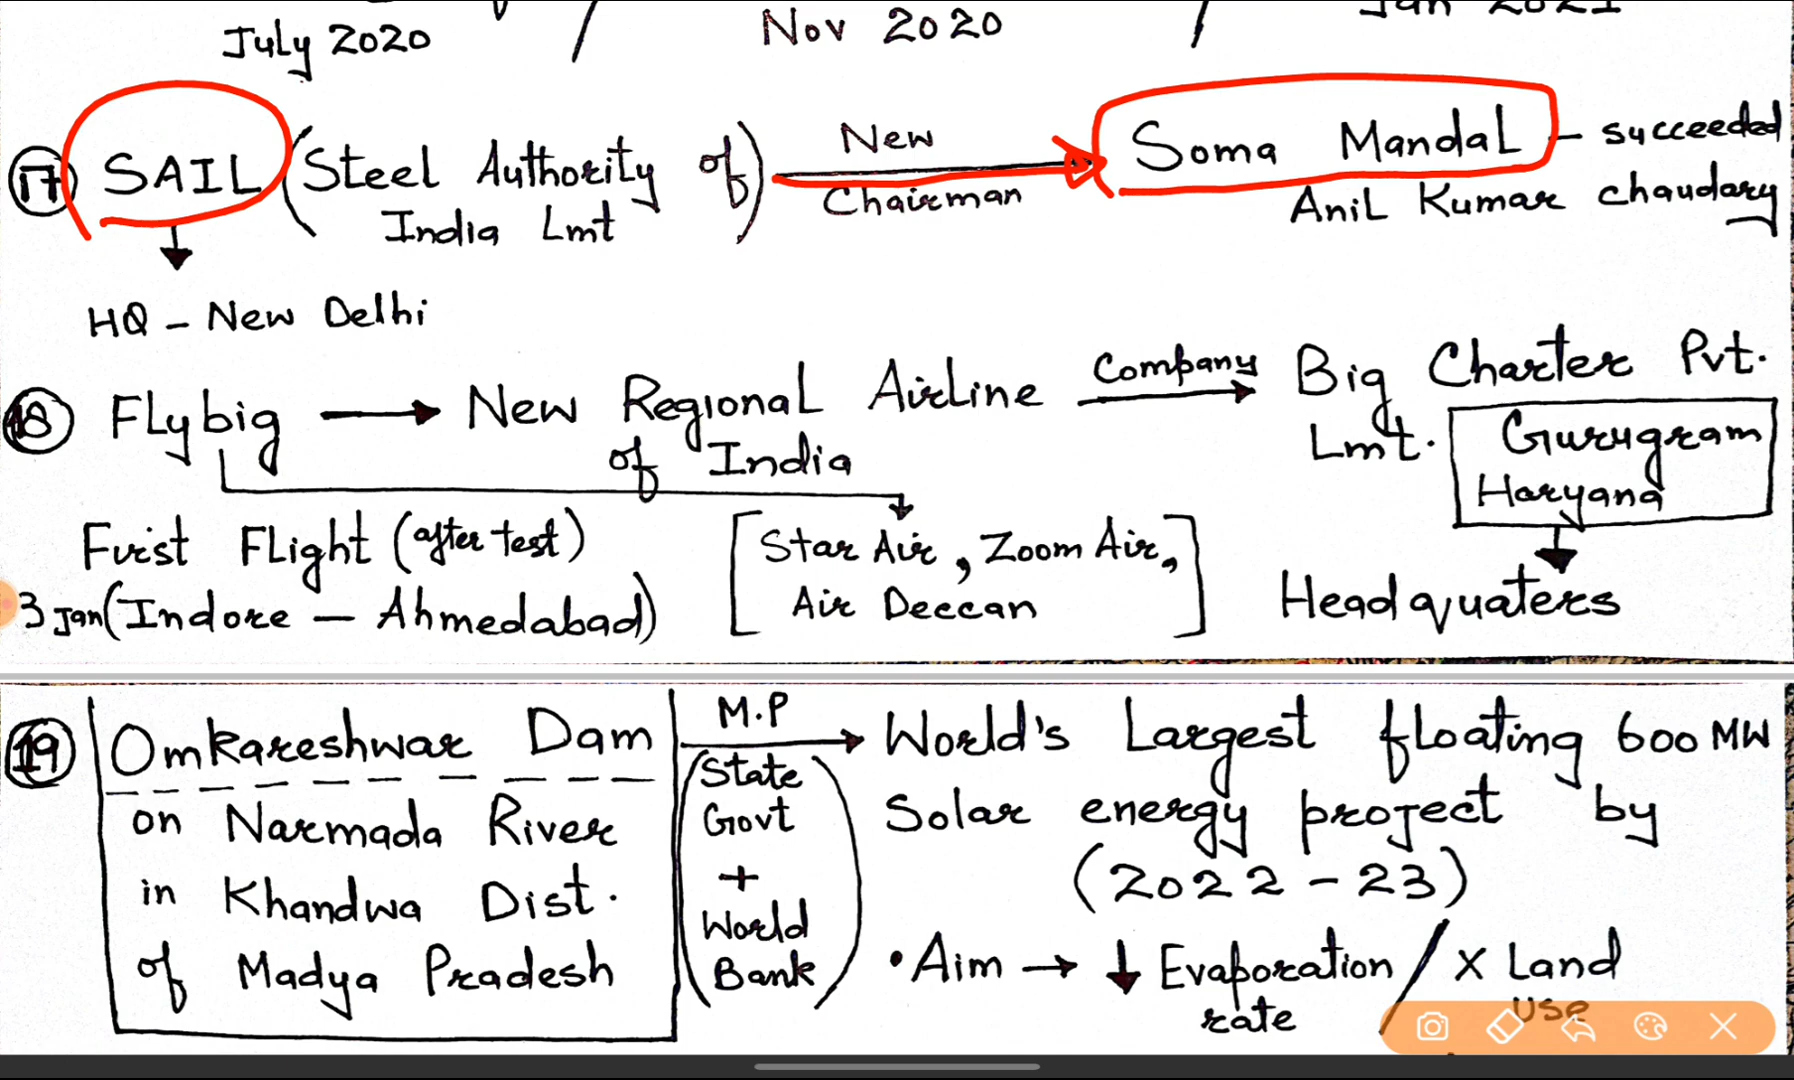 July 2020 / Nov 2020 /
17 SAIL (Steel Authority of) New Soma Mandal - succeeded
India Lmt Chairman Anil Kumar chaudary
HQ - New Delhi
18 Flybig → New Regional Airline Company → Big Charter Pvt.
of India Lmt. Gurugram
Haryana
First Flight (after test) [Star Air, Zoom Air,]
3 Jan (Indore - Ahmedabad) Air Deccan Headquaters
19 Omkareshwar Dam M.P → World's Largest floating 600 MW
on Narmada River (State Govt Solar energy project by
in Khandwa Dist. + World (2022-23)
of Madya Pradesh Bank) • Aim → ↓ Evaporation / x Land
rate use